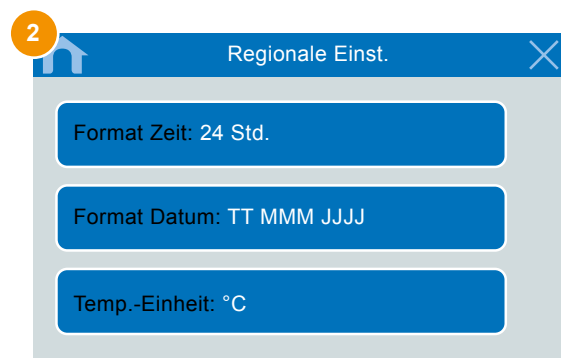 2
Regionale Einst.
Format Zeit: 24 Std.
Format Datum: TT MMM JJJJ
Temp.-Einheit: °C